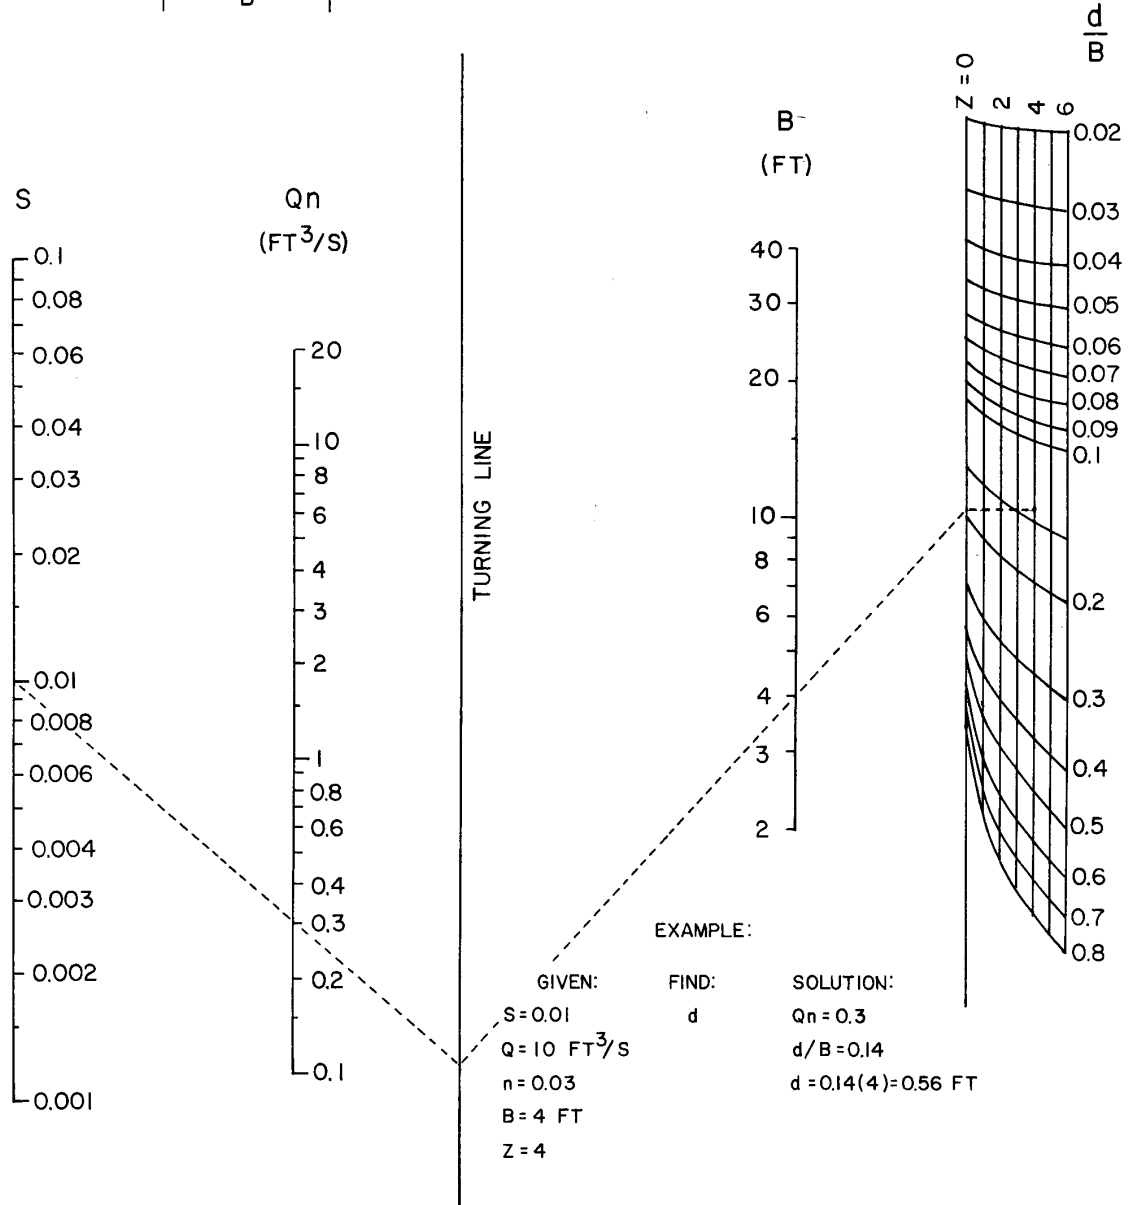 B
d
B
Z=0
2
4
6
0.02
0.03
0.04
0.05
0.06
0.07
0.08
0.09
0.1
0.2
0.3
0.4
0.5
0.6
0.7
0.8
S
0.1
0.08
0.06
0.04
0.03
0.02
0.01
0.008
0.006
0.004
0.003
0.002
0.001
Qn
(FT³/S)
20
10
8
6
4
3
2
1
0.8
0.6
0.4
0.3
0.2
0.1
TURNING LINE
B
(FT)
40
30
20
10
8
6
4
3
2
EXAMPLE:
GIVEN:
S=0.01
Q=10 FT³/S
n=0.03
B=4 FT
Z=4
FIND:
d
SOLUTION:
Qn=0.3
d/B=0.14
d=0.14(4)=0.56 FT